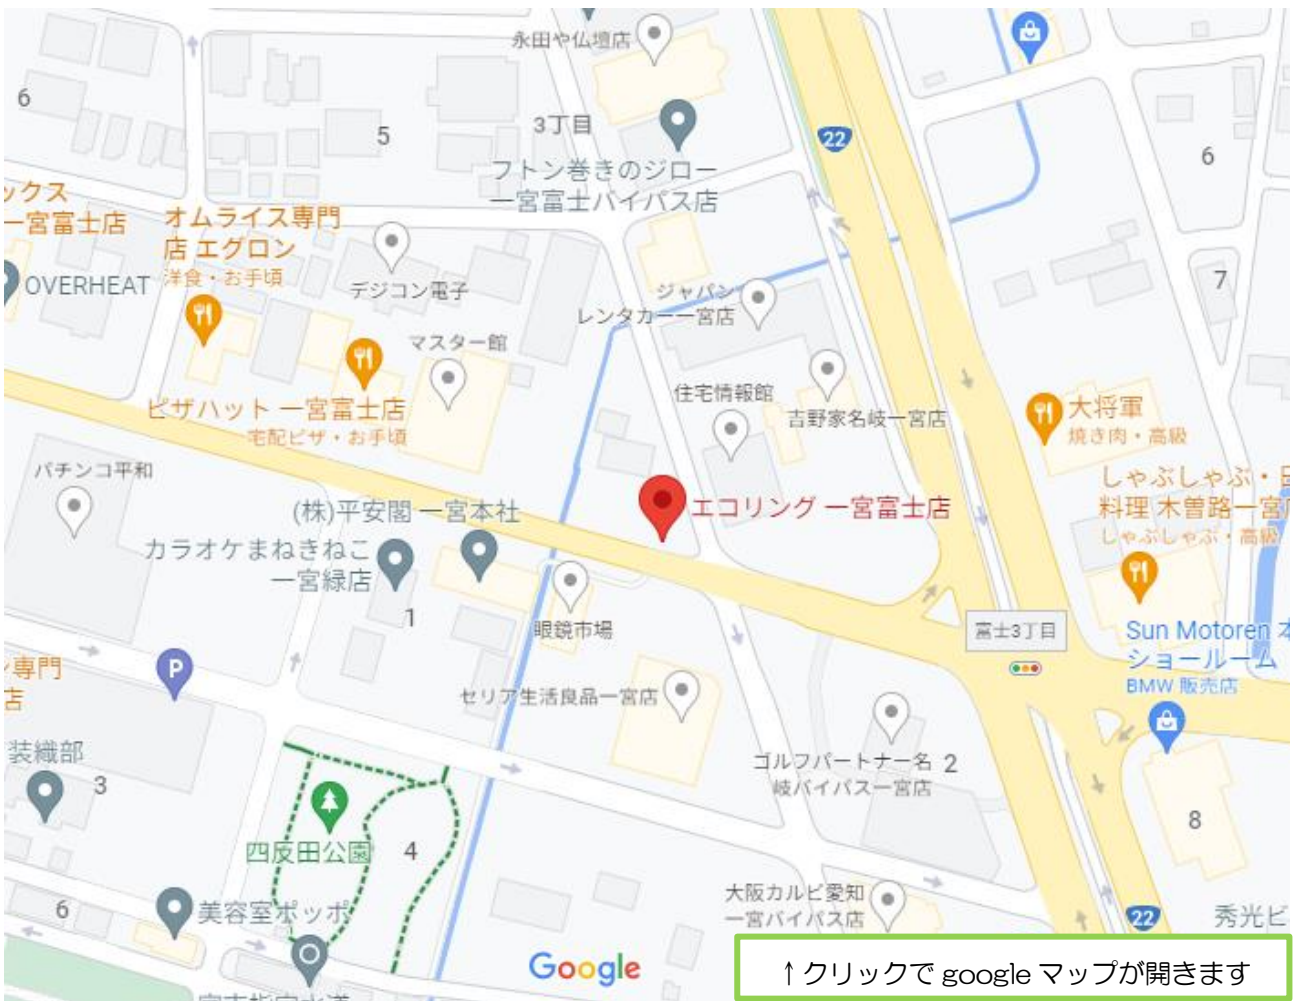 永田や仏壇店
6
5
3丁目
22
6
フトン巻きのジロー
一宮富士バイパス店
ックス
一宮富士店
オムライス専門
店 エグロン
洋食・お手頃
OVERHEAT
デジコン電子
7
ジャパン
レンタカー一宮店
マスター館
住宅情報館
吉野家名岐一宮店
大将軍
焼き肉・高級
ピザハット 一宮富士店
宅配ピザ・お手頃
パチンコ平和
しゃぶしゃぶ・日
料理 木曽路一宮店
しゃぶしゃぶ・高級
(株)平安閣 一宮本社
エコリング 一宮富士店
カラオケまねきねこ
一宮緑店
1
眼鏡市場
富士3丁目
Sun Motoren 本
ショールーム
BMW 販売店
P
専門
店
セリア生活良品一宮店
装織部
3
ゴルフパートナー名
岐バイパス一宮店
2
8
四反田公園
4
6
美容室ポッポ
大阪カルビ愛知
一宮バイパス店
22
秀光ビ
Google
↑クリックで google マップが開きます